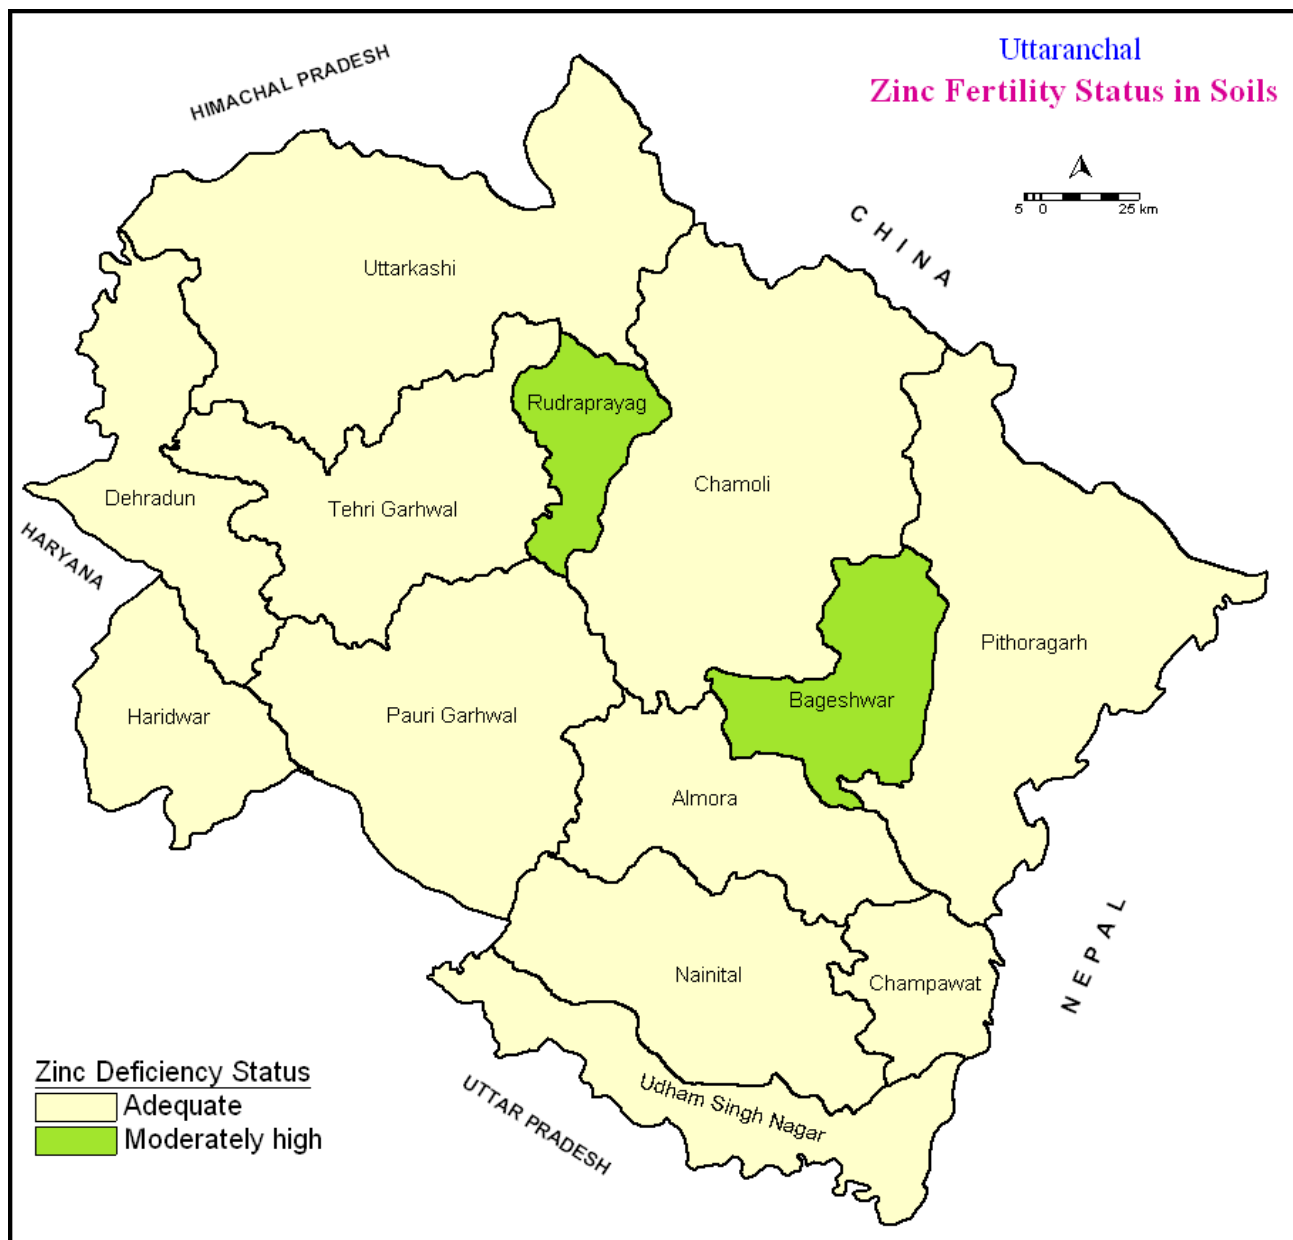 Uttaranchal
Zinc Fertility Status in Soils
HIMACHAL PRADESH
5 0 25 km
CHINA
Uttarkashi
Rudraprayag
Chamoli
Dehradun
Tehri Garhwal
HARYANA
Pithoragarh
Bageshwar
Haridwar
Pauri Garhwal
Almora
NEPAL
Nainital
Champawat
Zinc Deficiency Status
Adequate
Moderately high
Udham Singh Nagar
UTTAR PRADESH